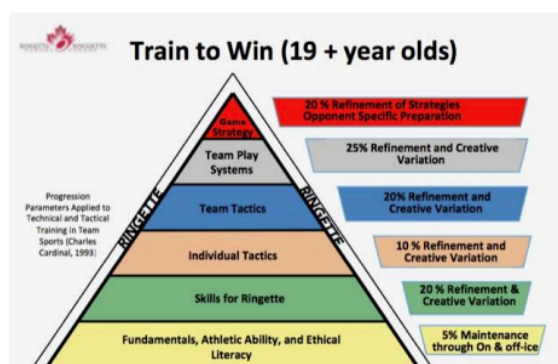 Train to Win (19 + year olds)
Game
Strategy
20 % Refinement of Strategies
Opponent Specific Preparation
Team Play
Systems
25% Refinement and Creative
Variation
Progression
Parameters Applied to
Technical and Tactical
Training in Team
Sports (Charles
Cardinal, 1993)
RINGETTE
RINGETTE
Team Tactics
20% Refinement and
Creative Variation
Individual Tactics
10 % Refinement and
Creative Variation
Skills for Ringette
20 % Refinement &
Creative Variation
Fundamentals, Athletic Ability, and Ethical
Literacy
5% Maintenance
through On & off-ice